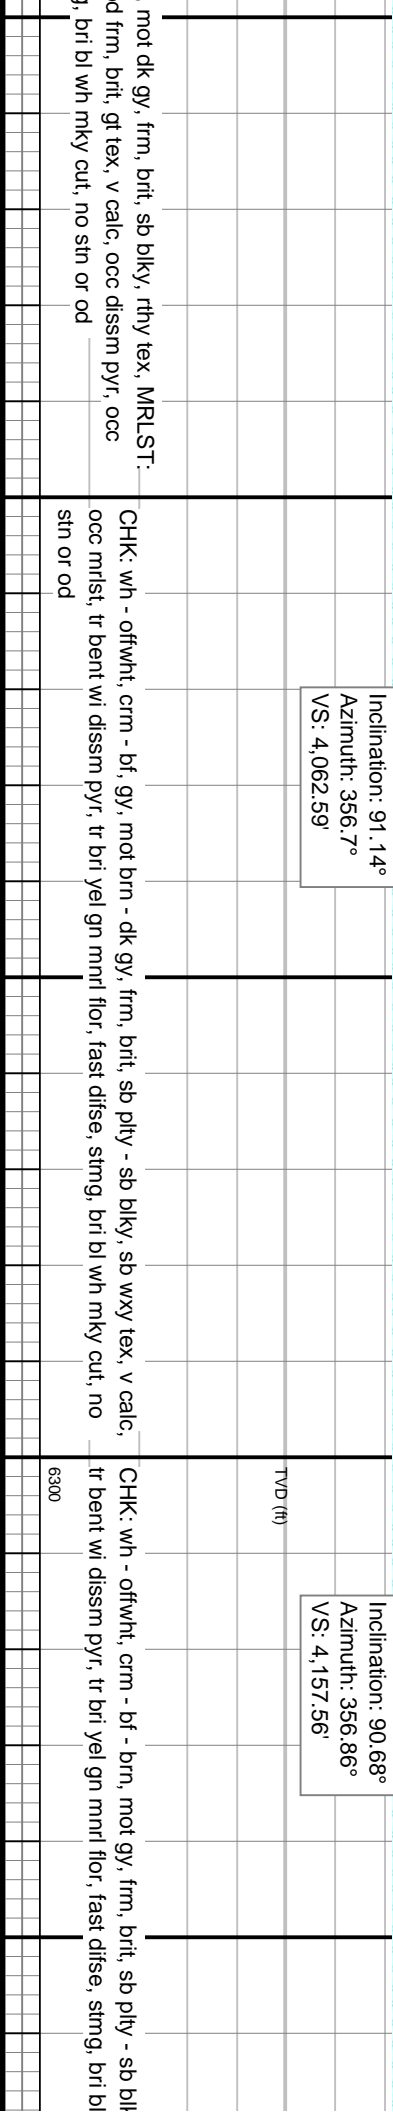 mot dk gy, frm, brit, sb blky, rthy tex, MRLST:
frm, brit, gt tex, v calc, occ dissm pyr, occ
bri bl wh mky cut, no stn or od
CHK: wh - offwht, crm - bf, gy, mot brn - dk gy, frm, brit, sb plty - sb blky, sb wxy tex, v calc,
occ mrlst, tr bent wi dissm pyr, tr bri yel gn mnrl flor, fast difse, stmg, bri bl wh mky cut, no
stn or od
Inclination: 91.14°
Azimuth: 356.7°
VS: 4,062.59'
TVD (ft)
6300
CHK: wh - offwht, crm - bf - brn, mot gy, frm, brit, sb plty - sb
tr bent wi dissm pyr, tr bri yel gn mnrl flor, fast difse, stmg, bri bl
Inclination: 90.68°
Azimuth: 356.86°
VS: 4,157.56'